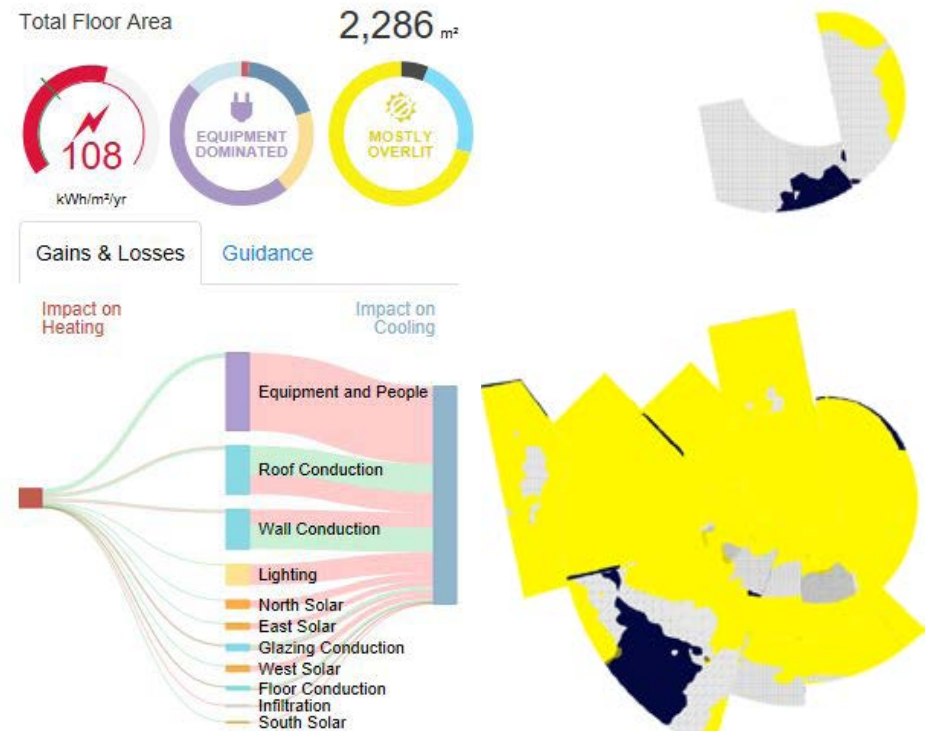 Total Floor Area
2,286 m²
108
kWh/m²/yr
EQUIPMENT
DOMINATED
MOSTLY
OVERLIT
Gains & Losses
Guidance
Impact on
Heating
Impact on
Cooling
Equipment and People
Roof Conduction
Wall Conduction
Lighting
North Solar
East Solar
Glazing Conduction
West Solar
Floor Conduction
Infiltration
South Solar